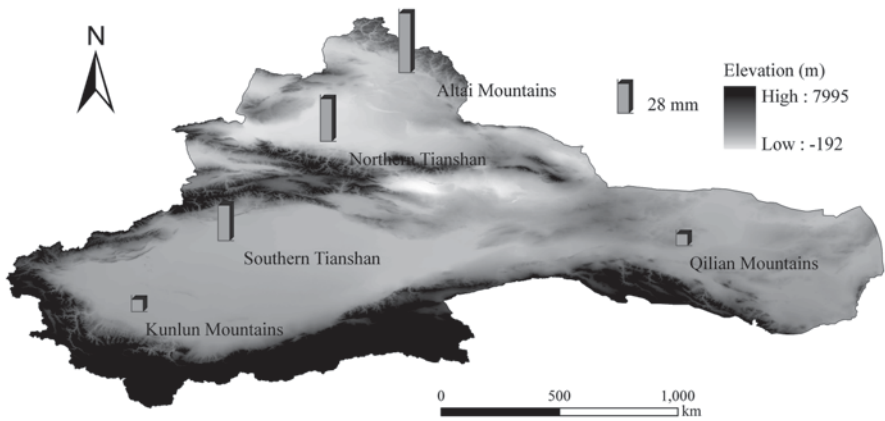 N
Elevation (m)
High : 7995
Low : -192
28 mm
Altai Mountains
Northern Tianshan
Southern Tianshan
Qilian Mountains
Kunlun Mountains
0 500 1,000
km